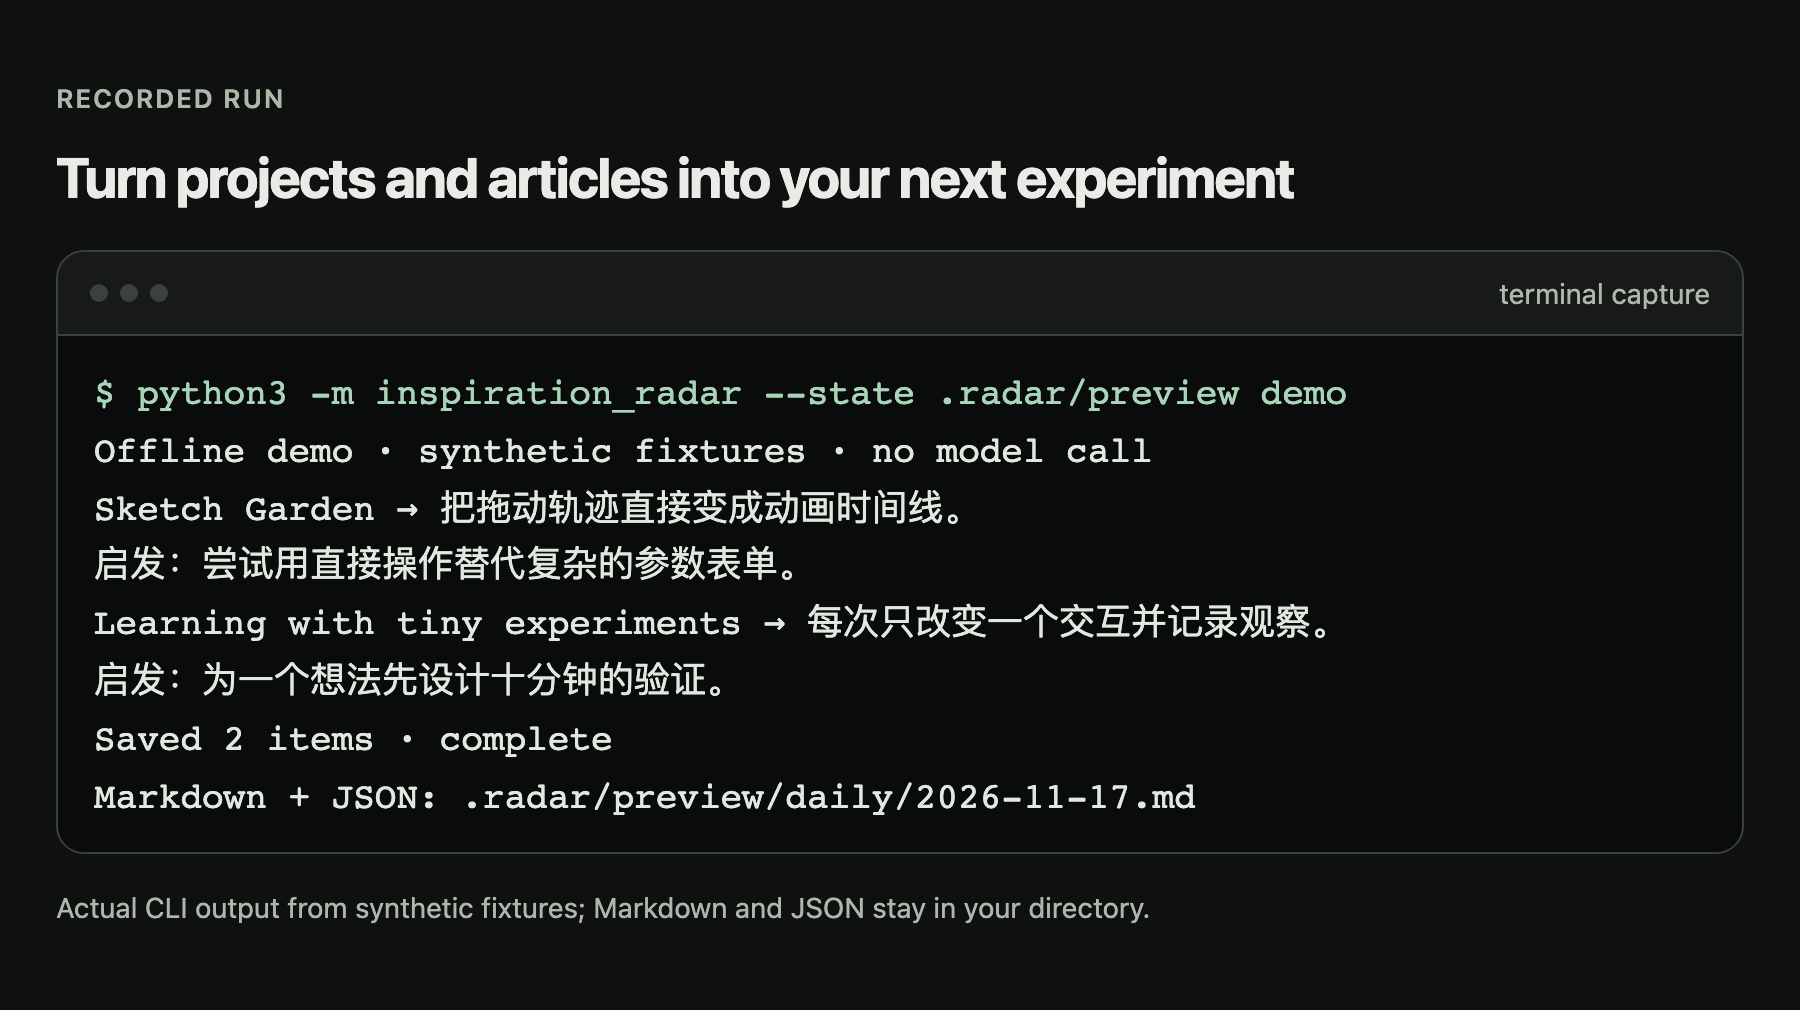 RECORDED RUN
Turn projects and articles into your next experiment
terminal capture
$ python3 -m inspiration_radar --state .radar/preview demo
Offline demo · synthetic fixtures · no model call
Sketch Garden → 把拖动轨迹直接变成动画时间线。
启发：尝试用直接操作替代复杂的参数表单。
Learning with tiny experiments → 每次只改变一个交互并记录观察。
启发：为一个想法先设计十分钟的验证。
Saved 2 items · complete
Markdown + JSON: .radar/preview/daily/2026-11-17.md
Actual CLI output from synthetic fixtures; Markdown and JSON stay in your directory.